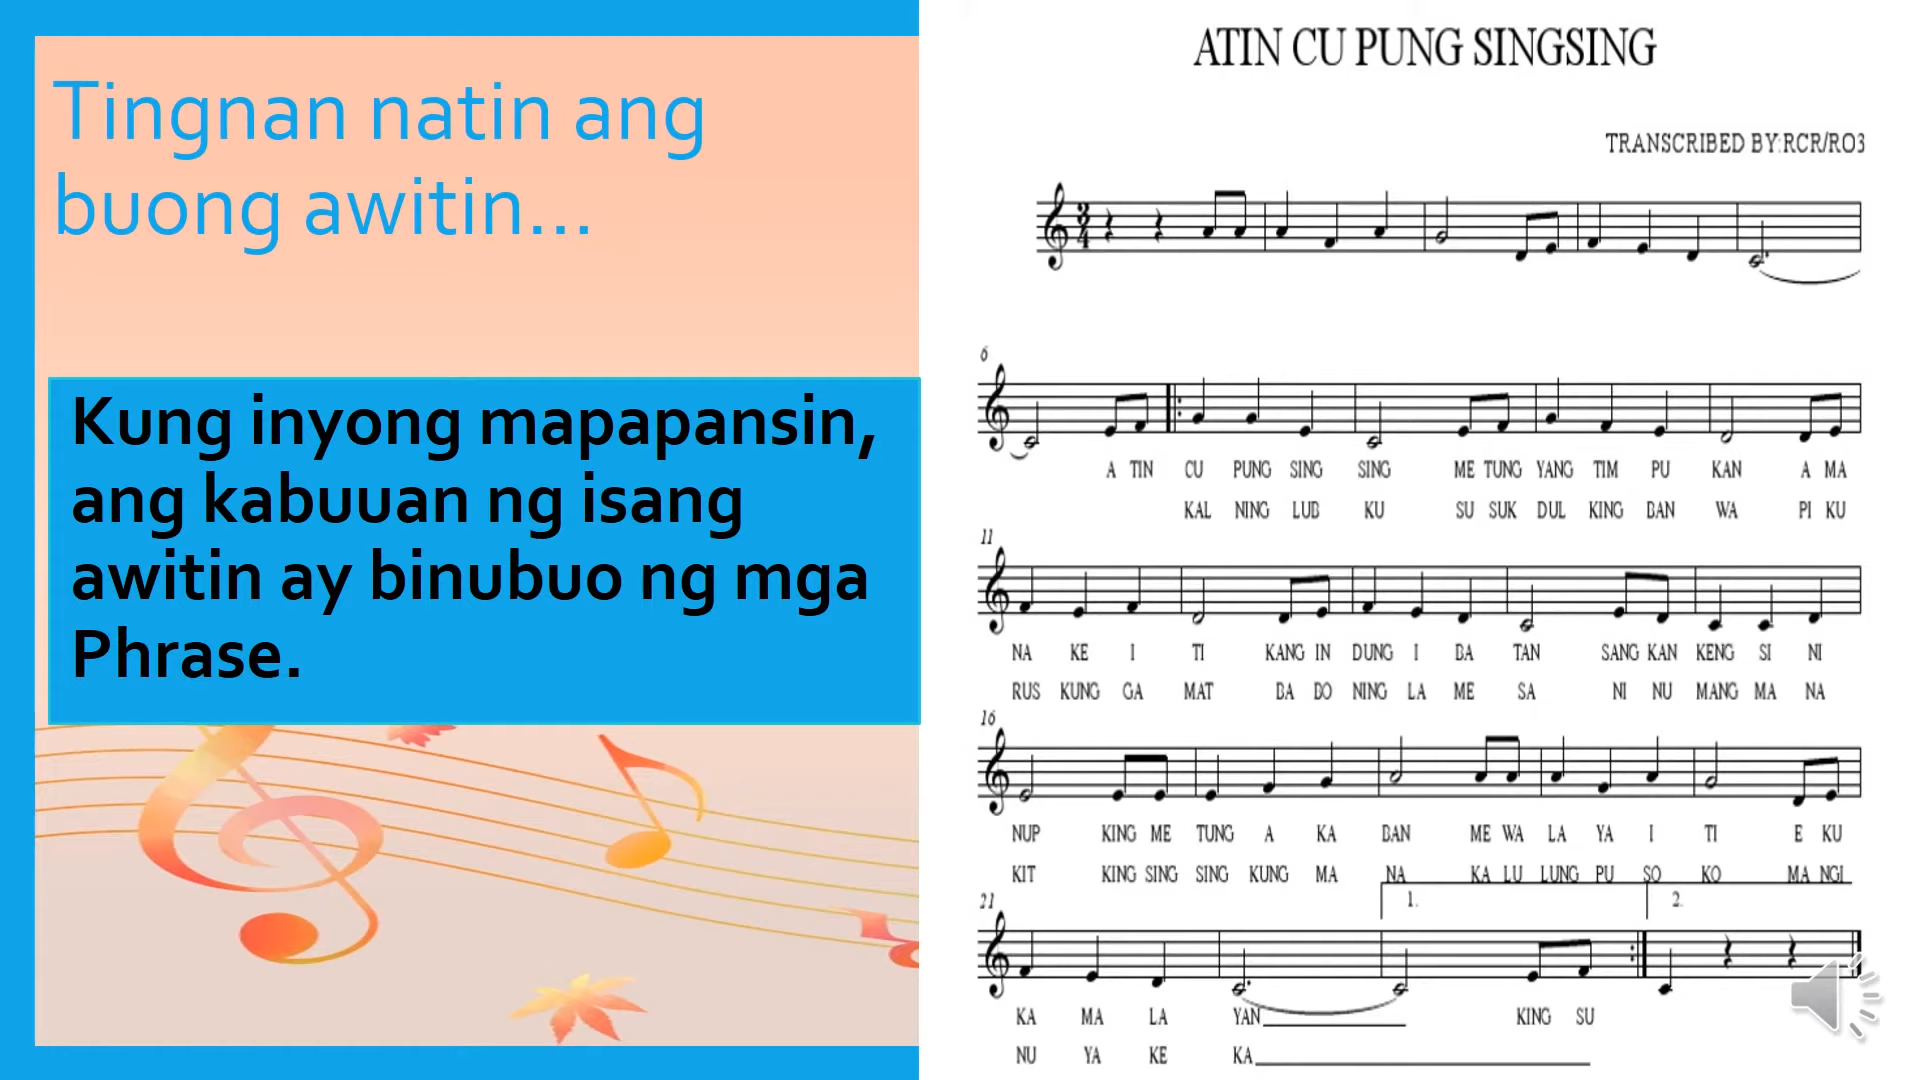 Tingnan natin ang
buong awitin...
Kung inyong mapapansin,
ang kabuuan ng isang
awitin ay binubuo ng mga
Phrase.
ATIN CU PUNG SINGSING
TRANSCRIBED BY:RCR/RO3
3
4
6
A TIN CU PUNG SING SING ME TUNG YANG TIM PU KAN A MA
KAL NING LUB KU SU SUK DUL KING BAN WA PI KU
11
NA KE I TI KANG IN DUNG I BA TAN SANG KAN KENG SI NI
RUS KUNG GA MAT BA DO NING LA ME SA NI NU MANG MA NA
16
NUP KING ME TUNG A KA BAN ME WA LA YA I TI E KU
KIT KING SING SING KUNG MA NA KA LU LUNG PU SO KO MA NGI
21
1. 2.
KA MA LA YAN KING SU
NU YA KE KA